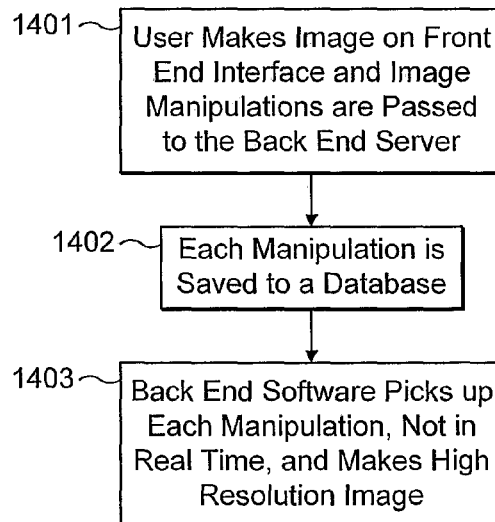 1401
User Makes Image on Front
End Interface and Image
Manipulations are Passed
to the Back End Server
1402
Each Manipulation is
Saved to a Database
1403
Back End Software Picks up
Each Manipulation, Not in
Real Time, and Makes High
Resolution Image